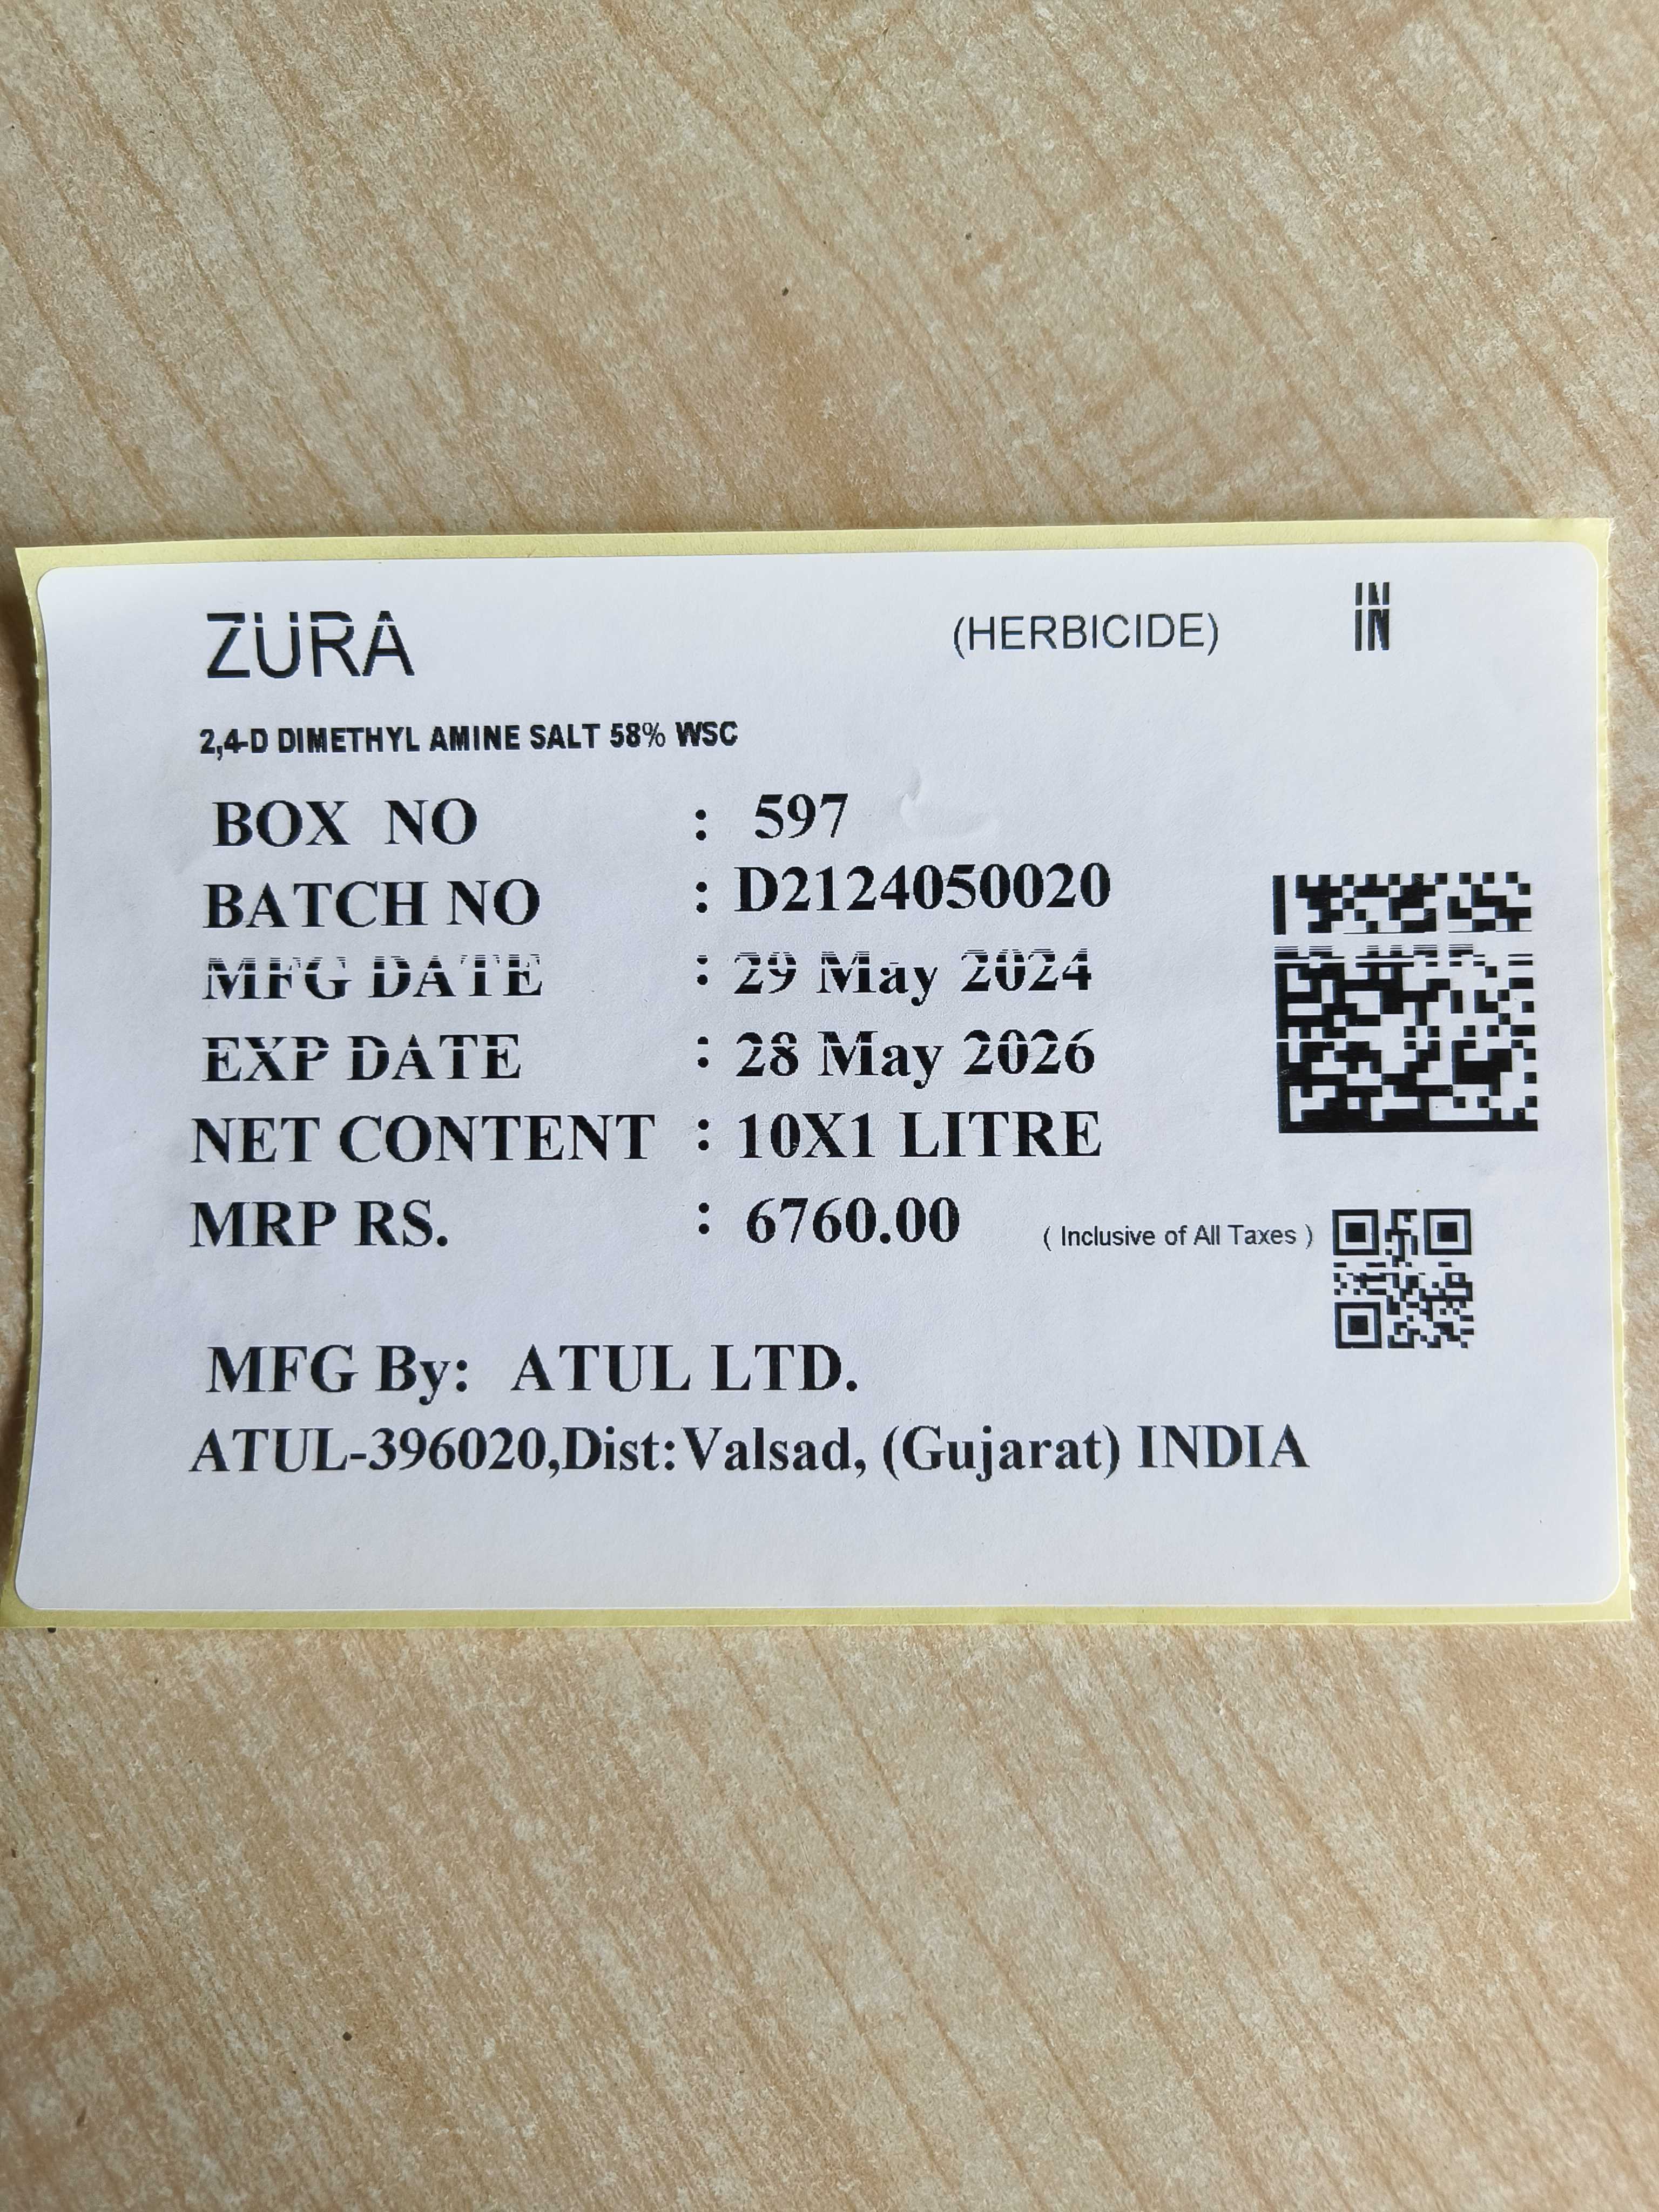 ZURA (HERBICIDE) IN
2,4-D DIMETHYL AMINE SALT 58% WSC
BOX NO : 597
BATCH NO : D2124050020
MFG DATE : 29 May 2024
EXP DATE : 28 May 2026
NET CONTENT : 10X1 LITRE
MRP RS. : 6760.00 ( Inclusive of All Taxes )
MFG By: ATUL LTD.
ATUL-396020,Dist:Valsad, (Gujarat) INDIA